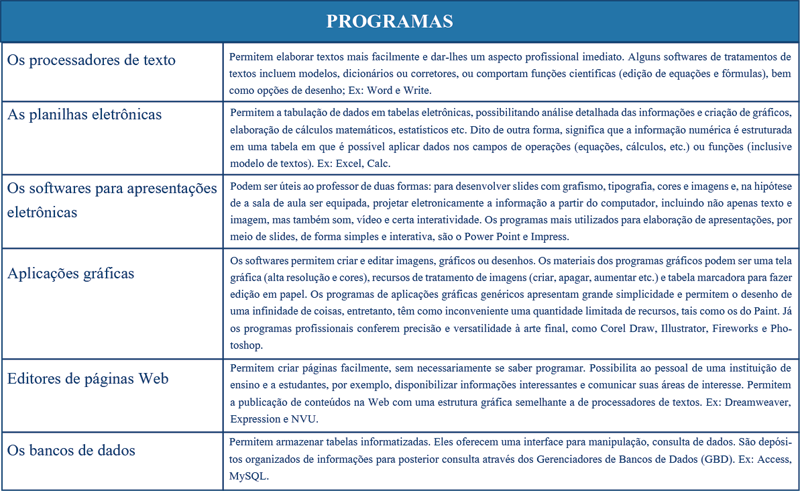 PROGRAMAS
Os processadores de texto
Permitem elaborar textos mais facilmente e dar-lhes um aspecto profissional imediato. Alguns softwares de tratamentos de
textos incluem modelos, dicionários ou corretores, ou comportam funções científicas (edição de equações e fórmulas), bem
como opções de desenho; Ex: Word e Write.
As planilhas eletrônicas
Permitem a tabulação de dados em tabelas eletrônicas, possibilitando análise detalhada das informações e criação de gráficos,
elaboração de cálculos matemáticos, estatísticos etc. Dito de outra forma, significa que a informação numérica é estruturada
em uma tabela em que é possível aplicar dados nos campos de operações (equações, cálculos, etc.) ou funções (inclusive
modelo de textos). Ex: Excel, Calc.
Os softwares para apresentações
eletrônicas
Podem ser úteis ao professor de duas formas: para desenvolver slides com grafismo, tipografia, cores e imagens e, na hipótese
de a sala de aula ser equipada, projetar eletronicamente a informação a partir do computador, incluindo não apenas texto e
imagem, mas também som, vídeo e certa interatividade. Os programas mais utilizados para elaboração de apresentações, por
meio de slides, de forma simples e interativa, são o Power Point e Impress.
Aplicações gráficas
Os softwares permitem criar e editar imagens, gráficos ou desenhos. Os materiais dos programas gráficos podem ser uma tela
gráfica (alta resolução e cores), recursos de tratamento de imagens (criar, apagar, aumentar etc.) e tabela marcadora para fazer
edição em papel. Os programas de aplicações gráficas genéricos apresentam grande simplicidade e permitem o desenho de
uma infinidade de coisas, entretanto, têm como inconveniente uma quantidade limitada de recursos, tais como os do Paint. Já
os programas profissionais conferem precisão e versatilidade à arte final, como Corel Draw, Illustrator, Fireworks e Pho-
toshop.
Editores de páginas Web
Permitem criar páginas facilmente, sem necessariamente se saber programar. Possibilita ao pessoal de uma instituição de
ensino e a estudantes, por exemplo, disponibilizar informações interessantes e comunicar suas áreas de interesse. Permitem
a publicação de conteúdos na Web com uma estrutura gráfica semelhante a de processadores de textos. Ex: Dreamweaver,
Expression e NVU.
Os bancos de dados
Permitem armazenar tabelas informatizadas. Eles oferecem uma interface para manipulação, consulta de dados. São depósi-
tos organizados de informações para posterior consulta através dos Gerenciadores de Bancos de Dados (GBD). Ex: Access,
MySQL.